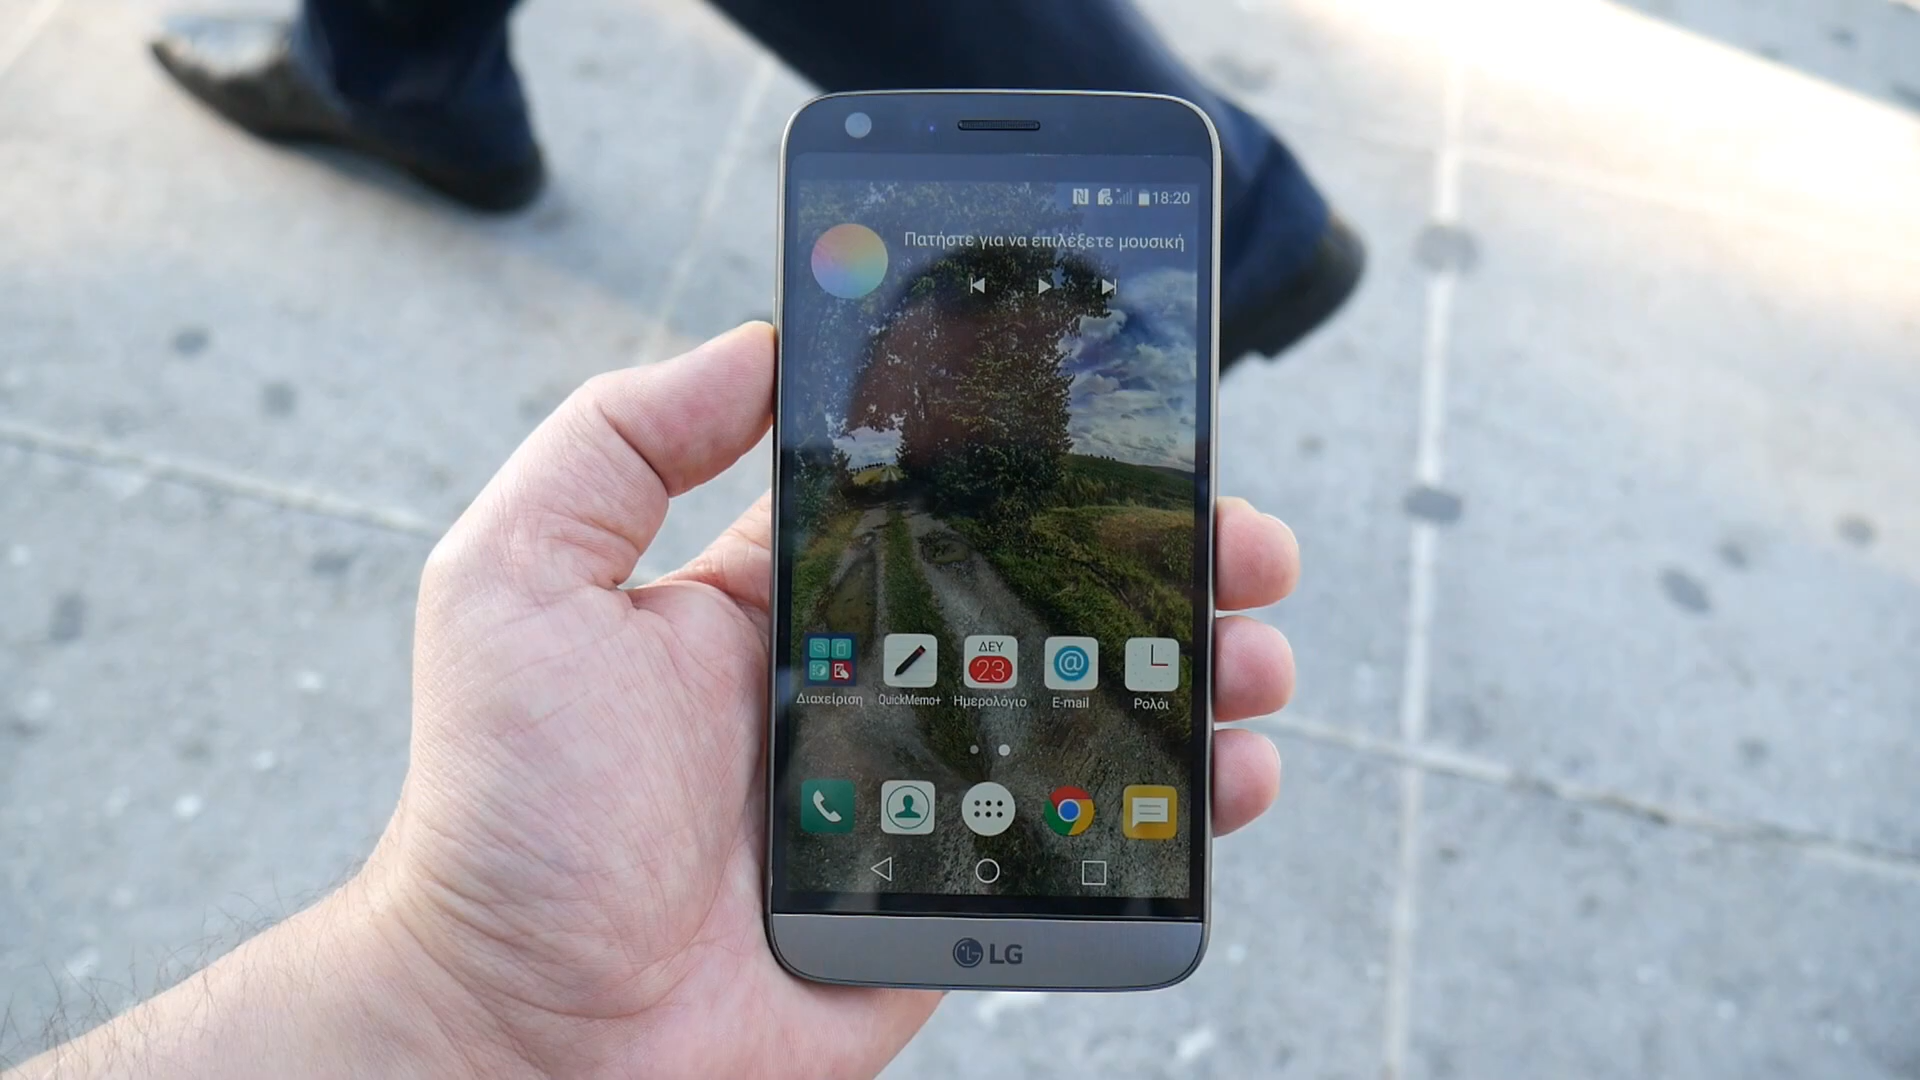 18:20
Πατήστε για να επιλέξετε μουσική
ΔΕΥ
23
@
Διαχείριση QuickMemo+ Ημερολόγιο E-mail Ρολόι
LG